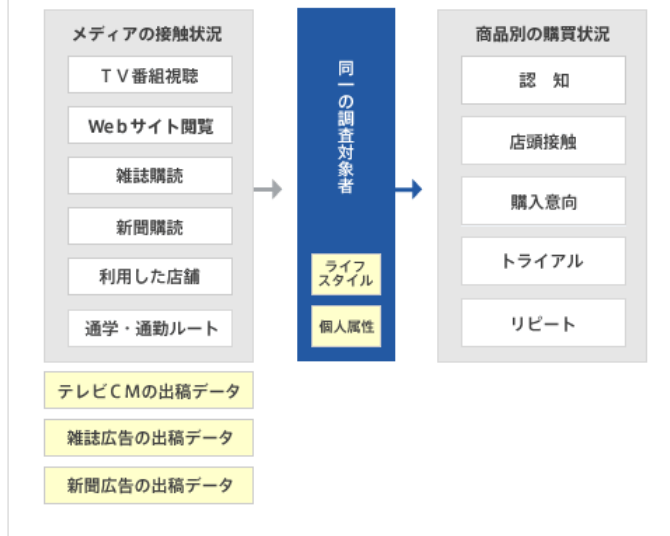 メディアの接触状況
ＴＶ番組視聴
Webサイト閲覧
雑誌購読
新聞購読
利用した店舗
通学・通勤ルート
テレビＣＭの出稿データ
雑誌広告の出稿データ
新聞広告の出稿データ
同一の調査対象者
ライフ
スタイル
個人属性
商品別の購買状況
認　知
店頭接触
購入意向
トライアル
リピート